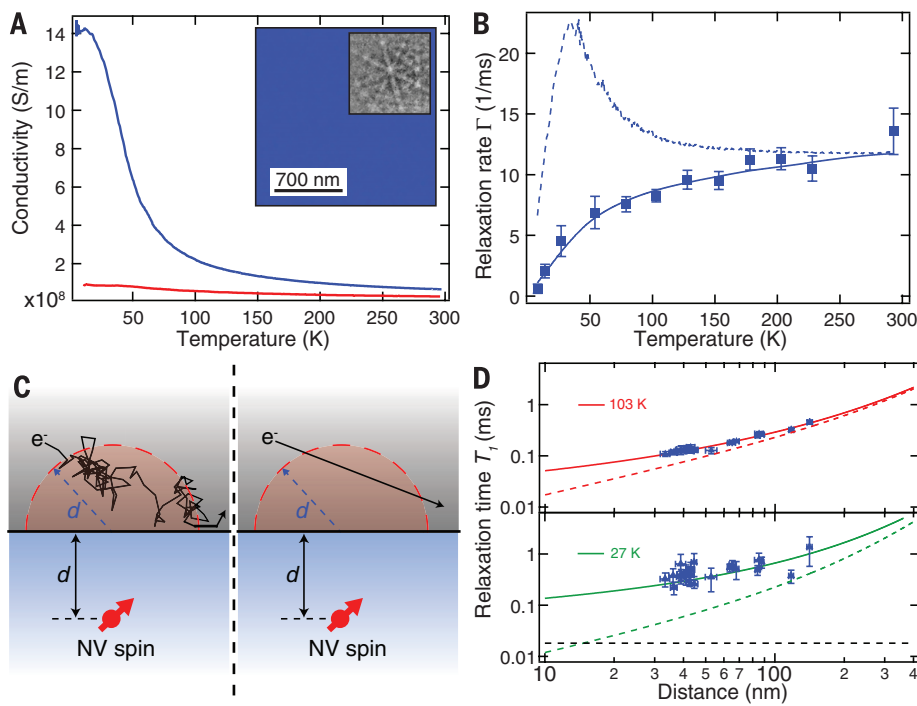 A
Conductivity (S/m)
14
12
10
8
6
4
2
x10⁸
50
100
150
200
250
300
Temperature (K)
700 nm
B
Relaxation rate Γ (1/ms)
20
15
10
5
0
50
100
150
200
250
300
Temperature (K)
C
e⁻
d
d
NV spin
e⁻
d
d
NV spin
D
Relaxation time T₁ (ms)
1
0.1
0.01
103 K
1
0.1
0.01
27 K
10
2
3
4
5
6
7
100
2
3
4
Distance (nm)